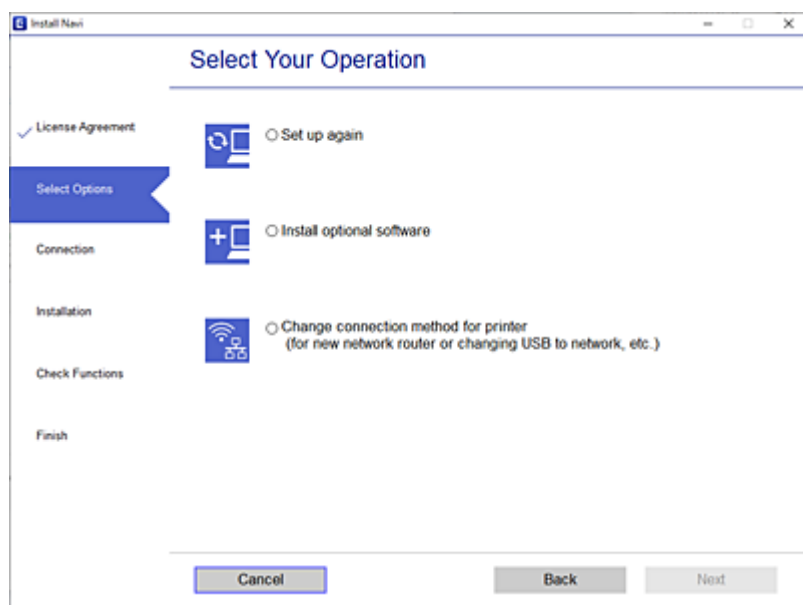 Install Navi
Select Your Operation
License Agreement
Select Options
Connection
Installation
Check Functions
Finish
Set up again
Install optional software
Change connection method for printer
(for new network router or changing USB to network, etc.)
Cancel
Back
Next